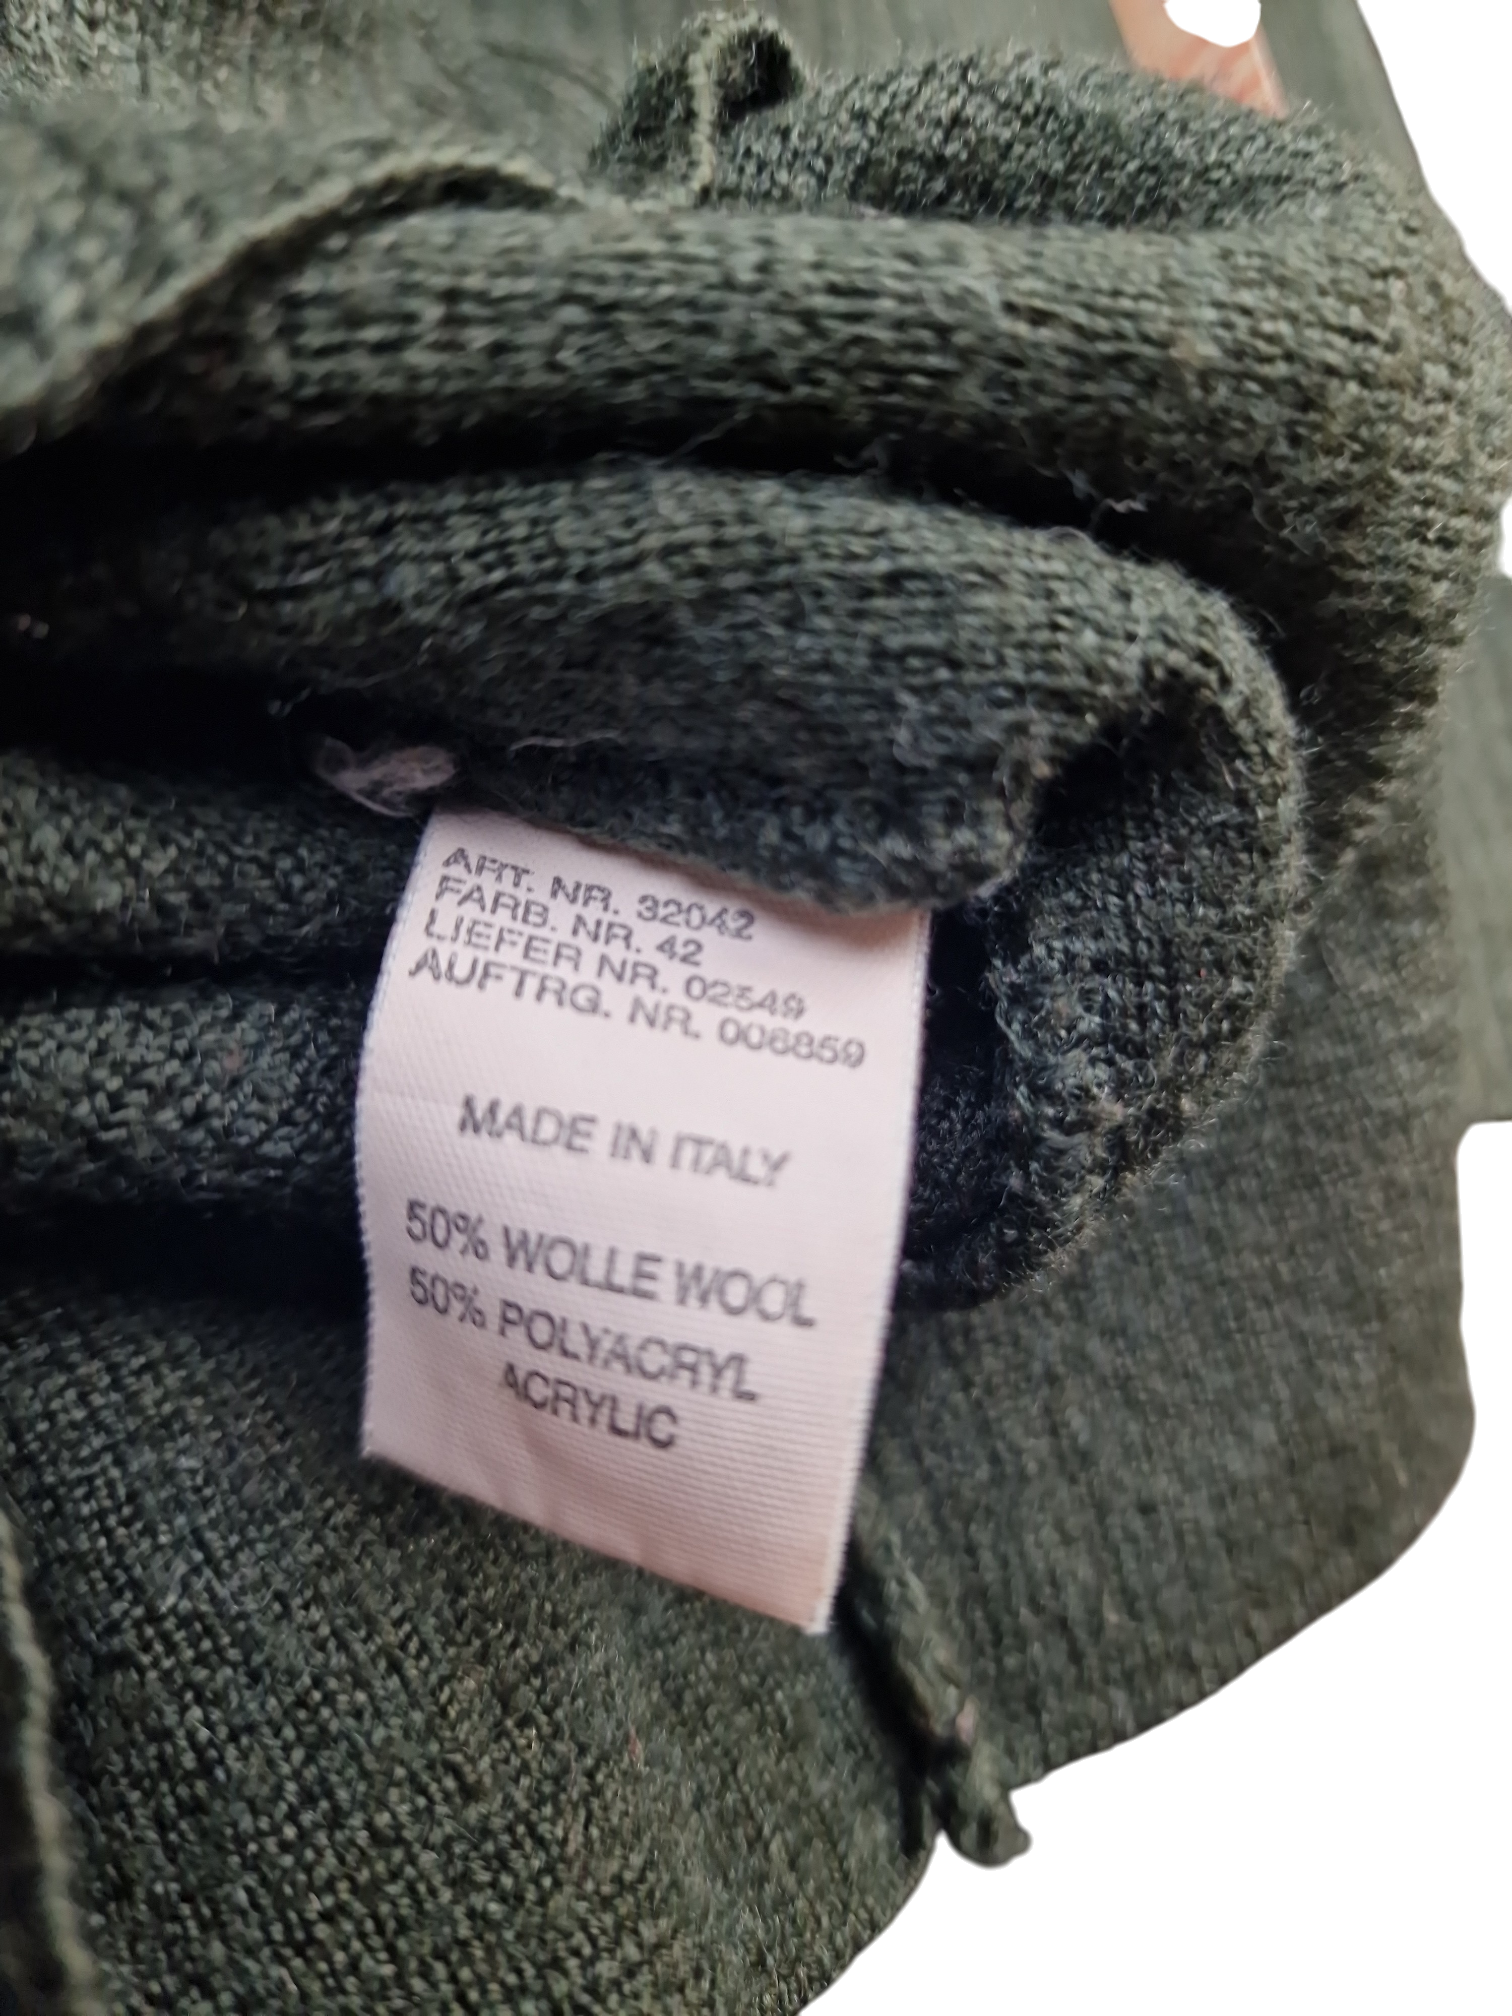 ART. NR. 32042
FARB. NR. 42
LIEFER NR. 02549
AUFTRG. NR. 006859
MADE IN ITALY
50% WOLLE WOOL
50% POLYACRYL
ACRYLIC